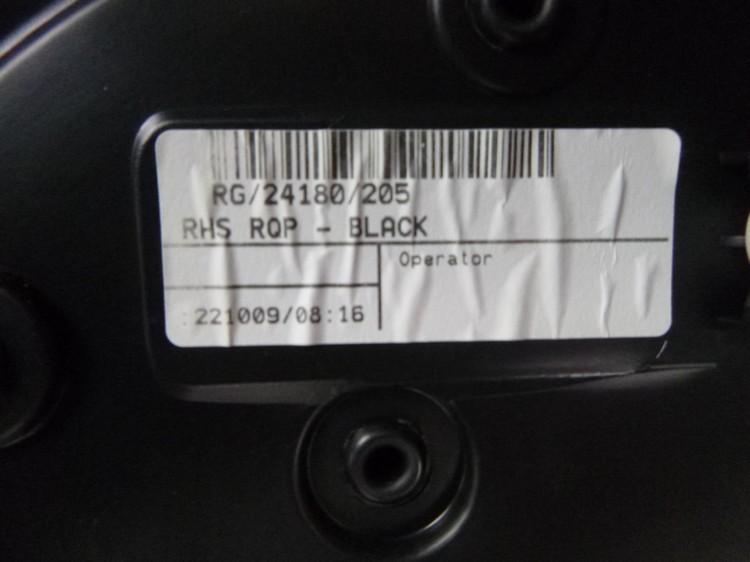 RG/24180/205
RHS RQP - BLACK
Operator
:221009/08:16